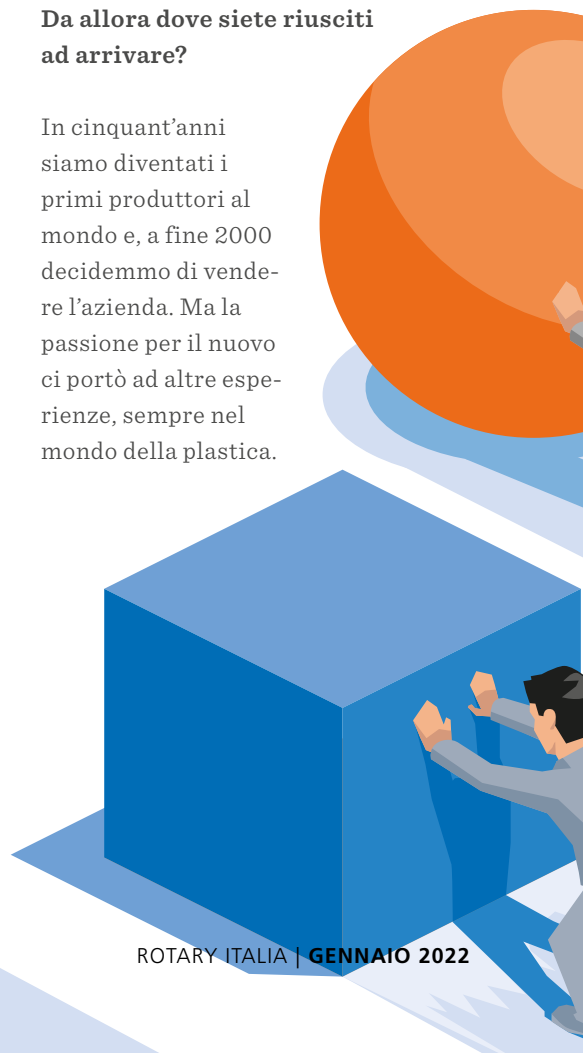 Da allora dove siete riusciti
ad arrivare?
In cinquant’anni
siamo diventati i
primi produttori al
mondo e, a fine 2000
decidemmo di vende-
re l’azienda. Ma la
passione per il nuovo
ci portò ad altre espe-
rienze, sempre nel
mondo della plastica.
ROTARY ITALIA | GENNAIO 2022